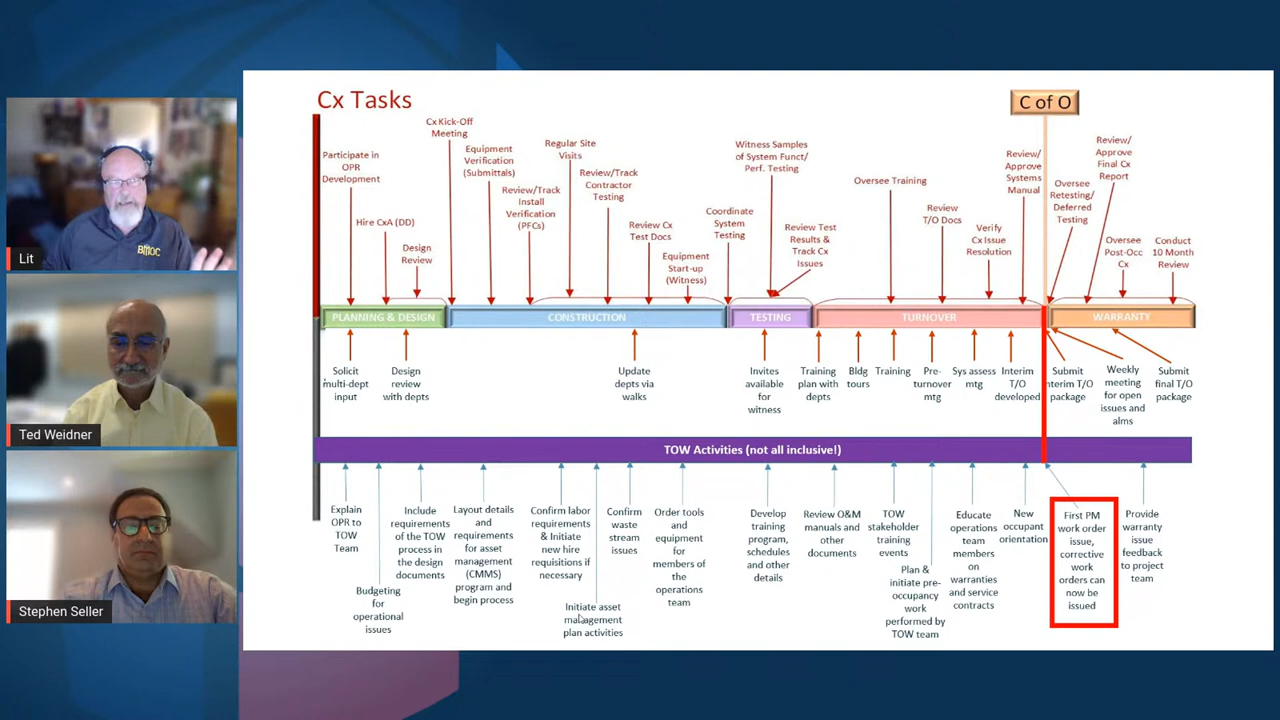 Cx Tasks
C of O
Participate in
OPR
Development
Hire CxA (DD)
Design
Review
Cx Kick-Off
Meeting
Equipment
Verification
(Submittals)
Review/Track
Install
Verification
(PFCs)
Regular Site
Visits
Review/Track
Contractor
Testing
Review Cx
Test Docs
Equipment
Start-up
(Witness)
Coordinate
System
Testing
Witness Samples
of System Funct/
Perf. Testing
Review Test
Results &
Track Cx
Issues
Oversee Training
Review
T/O Docs
Verify
Cx Issue
Resolution
Review/
Approve
Systems
Manual
Oversee
Retesting/
Deferred
Testing
Review/
Approve
Final Cx
Report
Oversee
Post-Occ
Cx
Conduct
10 Month
Review
PLANNING & DESIGN
CONSTRUCTION
TESTING
TURNOVER
WARRANTY
Solicit
multi-dept
input
Design
review
with depts
Update
depts via
walks
Invites
available
for
witness
Training
plan with
depts
Bldg
tours
Training
Pre-
turnover
mtg
Sys assess
mtg
Interim
T/O
developed
Submit
interim T/O
package
Weekly
meeting
for open
issues and
alms
Submit
final T/O
package
TOW Activities (not all inclusive!)
Explain
OPR to
TOW
Team
Budgeting
for
operational
issues
Include
requirements
of the TOW
process in
the design
documents
Layout details
and
requirements
for asset
management
(CMMS)
program and
begin process
Confirm labor
requirements
& Initiate
new hire
requisitions if
necessary
Initiate asset
management
plan activities
Confirm
waste
stream
issues
Order tools
and
equipment
for
members of
the
operations
team
Develop
training
program,
schedules
and other
details
Review O&M
manuals and
other
documents
TOW
stakeholder
training
events
Plan &
initiate pre-
occupancy
work
performed by
TOW team
Educate
operations
team
members
on
warranties
and service
contracts
New
occupant
orientation
First PM
work order
issue,
corrective
work
orders can
now be
issued
Provide
warranty
issue
feedback
to project
team
BMOC
Lit
Ted Weidner
Stephen Seller